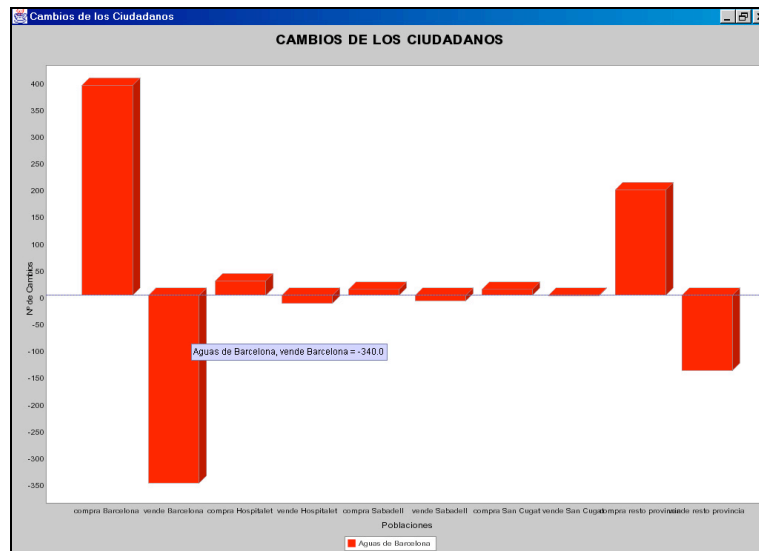 Cambios de los Ciudadanos
CAMBIOS DE LOS CIUDADANOS
400
350
300
250
200
150
100
50
0
-50
-100
-150
-200
-250
-300
-350
Nº de Cambios
Aguas de Barcelona, vende Barcelona = -340.0
compra Barcelona vende Barcelona compra Hospitalet vende Hospitalet compra Sabadell vende Sabadell compra San Cugat vende San Cugat compra resto provincia vende resto provincia
Poblaciones
Aguas de Barcelona